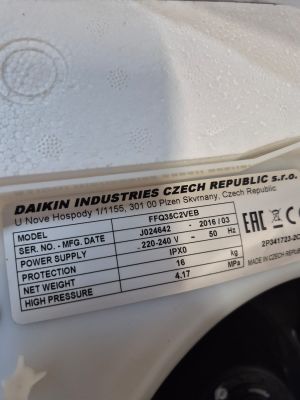 DAIKIN INDUSTRIES CZECH REPUBLIC s.r.o.
U Nove Hospody 1/1155, 301 00 Plzen Skvrnany, Czech Republic
MODEL FFQ35C2VEB
SER. NO. - MFG. DATE J024642 - 2016 / 03
POWER SUPPLY 220-240 V ~ 50 Hz
PROTECTION IPX0
NET WEIGHT 16 kg
HIGH PRESSURE 4.17 MPa
EAC
2P341723-2C
MADE IN CZECH REPUBLIC